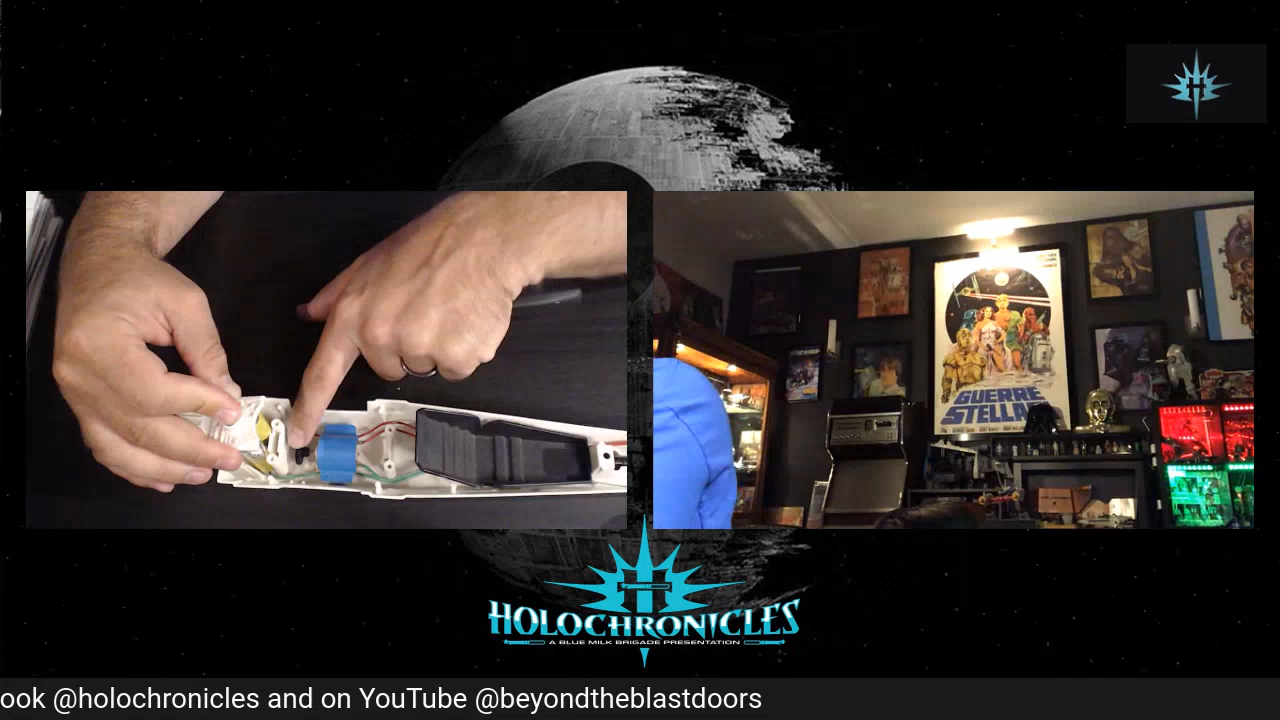 GUERRE
STELLA
HOLOCHRONICLES
A BLUE MILK BRIGADE PRESENTATION
ook @holochronicles and on YouTube @beyondtheblastdoors